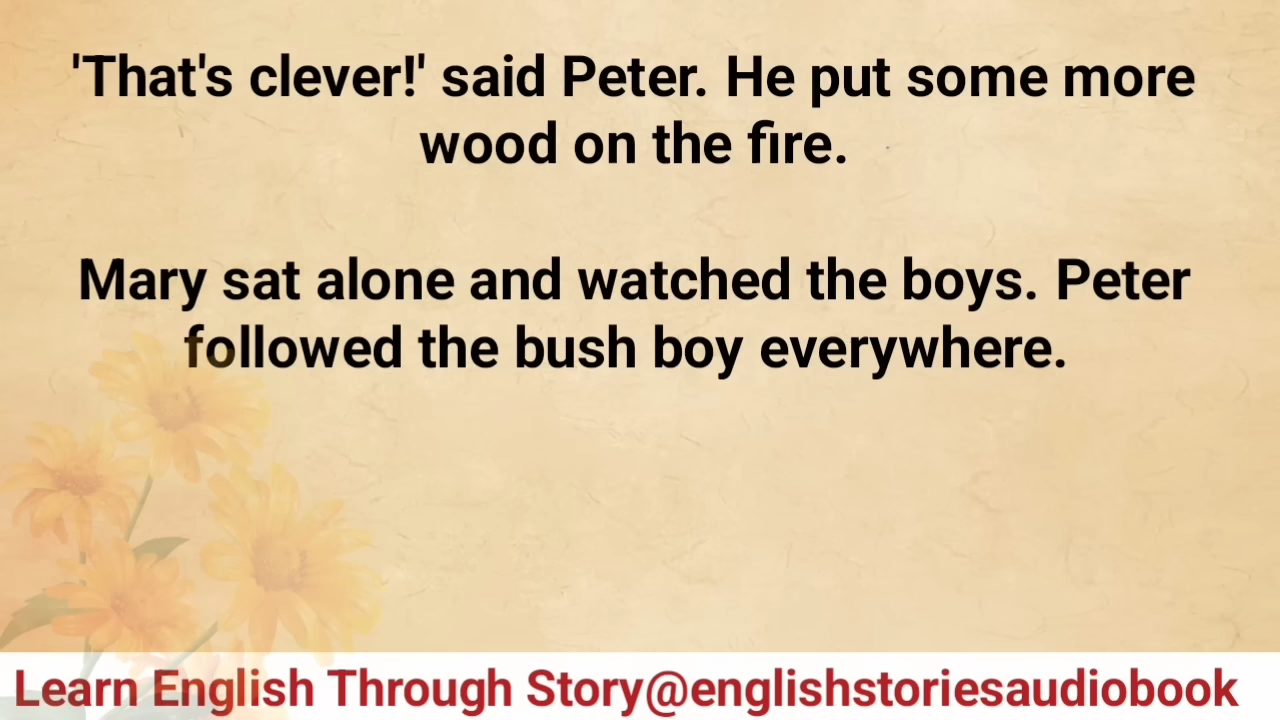 'That's clever!' said Peter. He put some more
wood on the fire.
Mary sat alone and watched the boys. Peter
followed the bush boy everywhere.
Learn English Through Story@englishstoriesaudiobook